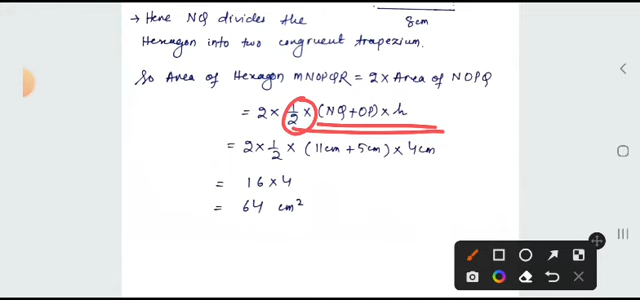 8cm
→ Here NQ divides the
Hexagon into two congruent trapezium.
So Area of Hexagon MNOPQR = 2 × Area of NOPQ
= 2 × 1/2 × (NQ + OP) × h
= 2 × 1/2 × (11cm + 5cm) × 4cm
= 16 × 4
= 64 cm²